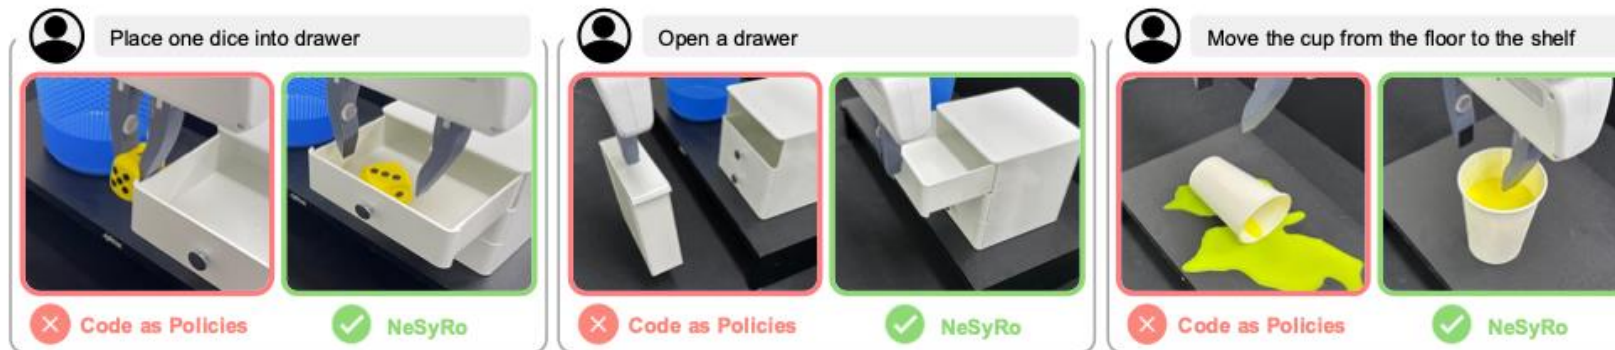 Place one dice into drawer
Code as Policies
NeSyRo
Open a drawer
Code as Policies
NeSyRo
Move the cup from the floor to the shelf
Code as Policies
NeSyRo